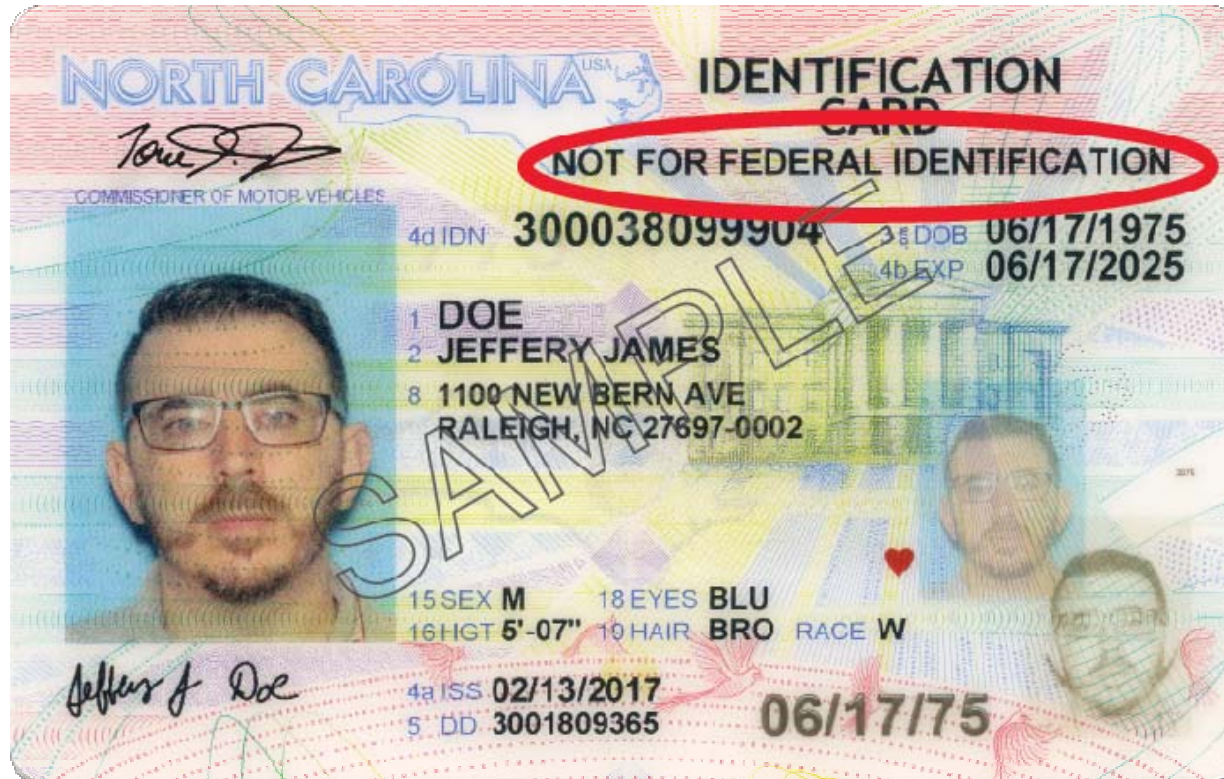 NORTH CAROLINA USA
IDENTIFICATION
CARD
NOT FOR FEDERAL IDENTIFICATION
COMMISSIONER OF MOTOR VEHICLES
4d IDN 300038099904 3 DOB 06/17/1975
4b EXP 06/17/2025
1 DOE
2 JEFFERY JAMES
8 1100 NEW BERN AVE
RALEIGH, NC 27697-0002
SAMPLE
15 SEX M 18 EYES BLU
16 HGT 5'-07" 19 HAIR BRO RACE W
Jeffery J Doe
4a ISS 02/13/2017
5 DD 3001809365
06/17/75